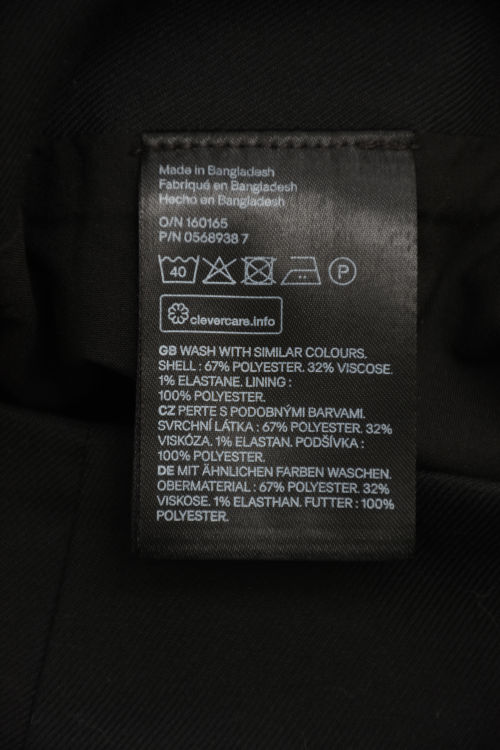 Made in Bangladesh
Fabriqué en Bangladesh
Hecho en Bangladesh
O/N 160165
P/N 0568938 7
40
P
clevercare.info
GB WASH WITH SIMILAR COLOURS.
SHELL : 67% POLYESTER. 32% VISCOSE.
1% ELASTANE. LINING :
100% POLYESTER.
CZ PERTE S PODOBNÝMI BARVAMI.
SVRCHNÍ LÁTKA : 67% POLYESTER. 32%
VISKÓZA. 1% ELASTAN. PODŠÍVKA :
100% POLYESTER.
DE MIT ÄHNLICHEN FARBEN WASCHEN.
OBERMATERIAL : 67% POLYESTER. 32%
VISKOSE. 1% ELASTHAN. FUTTER : 100%
POLYESTER.